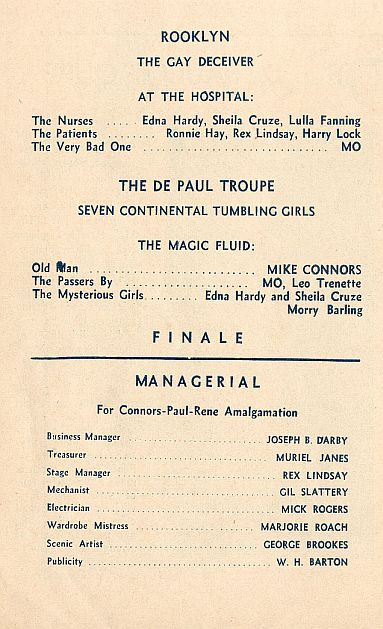 ROOKLYN
THE GAY DECEIVER
AT THE HOSPITAL:
The Nurses ..... Edna Hardy, Sheila Cruze, Lulla Fanning
The Patients ........ Ronnie Hay, Rex Lindsay, Harry Lock
The Very Bad One ............................ MO
THE DE PAUL TROUPE
SEVEN CONTINENTAL TUMBLING GIRLS
THE MAGIC FLUID:
Old Man ........................... MIKE CONNORS
The Passers By .................... MO, Leo Trenette
The Mysterious Girls......... Edna Hardy and Sheila Cruze
Morry Barling
FINALE
MANAGERIAL
For Connors-Paul-Rene Amalgamation
Business Manager ........................ JOSEPH B. DARBY
Treasurer ................................ MURIEL JANES
Stage Manager ............................ REX LINDSAY
Mechanist ................................ GIL SLATTERY
Electrician ............................... MICK ROGERS
Wardrobe Mistress ..................... MARJORIE ROACH
Scenic Artist ........................... GEORGE BROOKES
Publicity ................................ W. H. BARTON